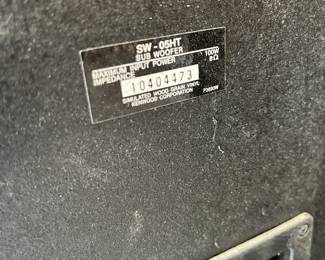 SW-05HT
SUB WOOFER
MAXIMUM INPUT POWER 100W
IMPEDANCE 8Ω
10404473
SIMULATED WOOD GRAIN VINYL
KENWOOD CORPORATION